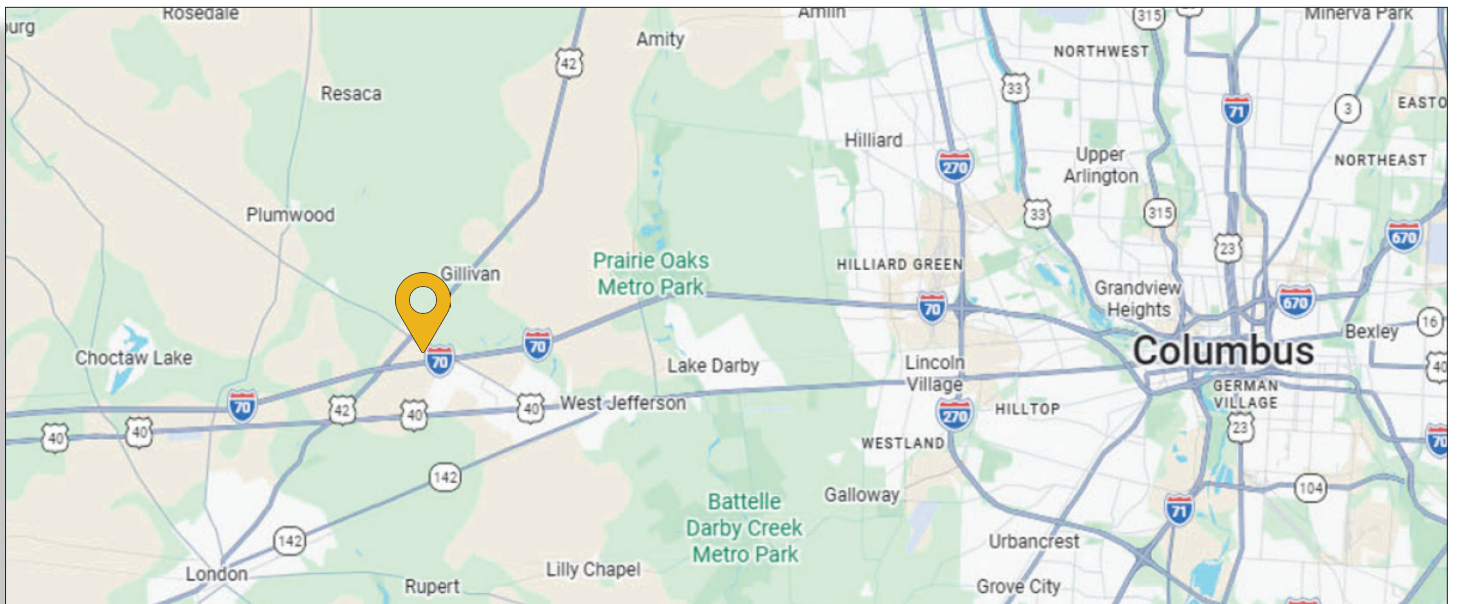 urg
Rosedale
Amlin
315
Minerva Park
Amity
42
NORTHWEST
33
71
3
EASTO
Resaca
Hilliard
270
Upper
Arlington
NORTHEAST
Plumwood
33
315
23
670
Gillivan
Prairie Oaks
Metro Park
HILLIARD GREEN
70
Grandview
Heights
670
16
Bexley
Choctaw Lake
70
70
Lake Darby
Lincoln
Village
Columbus
40
GERMAN
VILLAGE
70
42
40
40
West Jefferson
270
HILLTOP
23
40
40
WESTLAND
70
142
Galloway
104
Battelle
Darby Creek
Metro Park
71
142
Urbancrest
London
Rupert
Lilly Chapel
Grove City